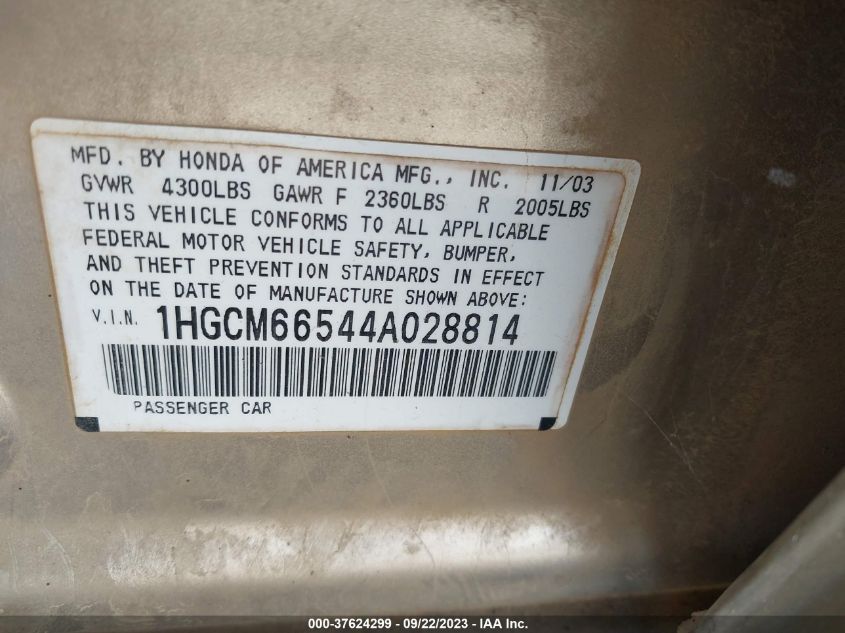 MFD. BY HONDA OF AMERICA MFG., INC. 11/03
GVWR 4300LBS GAWR F 2360LBS R 2005LBS
THIS VEHICLE CONFORMS TO ALL APPLICABLE
FEDERAL MOTOR VEHICLE SAFETY, BUMPER,
AND THEFT PREVENTION STANDARDS IN EFFECT
ON THE DATE OF MANUFACTURE SHOWN ABOVE:
V.I.N. 1HGCM66544A028814
PASSENGER CAR
000-37624299 - 09/22/2023 - IAA Inc.